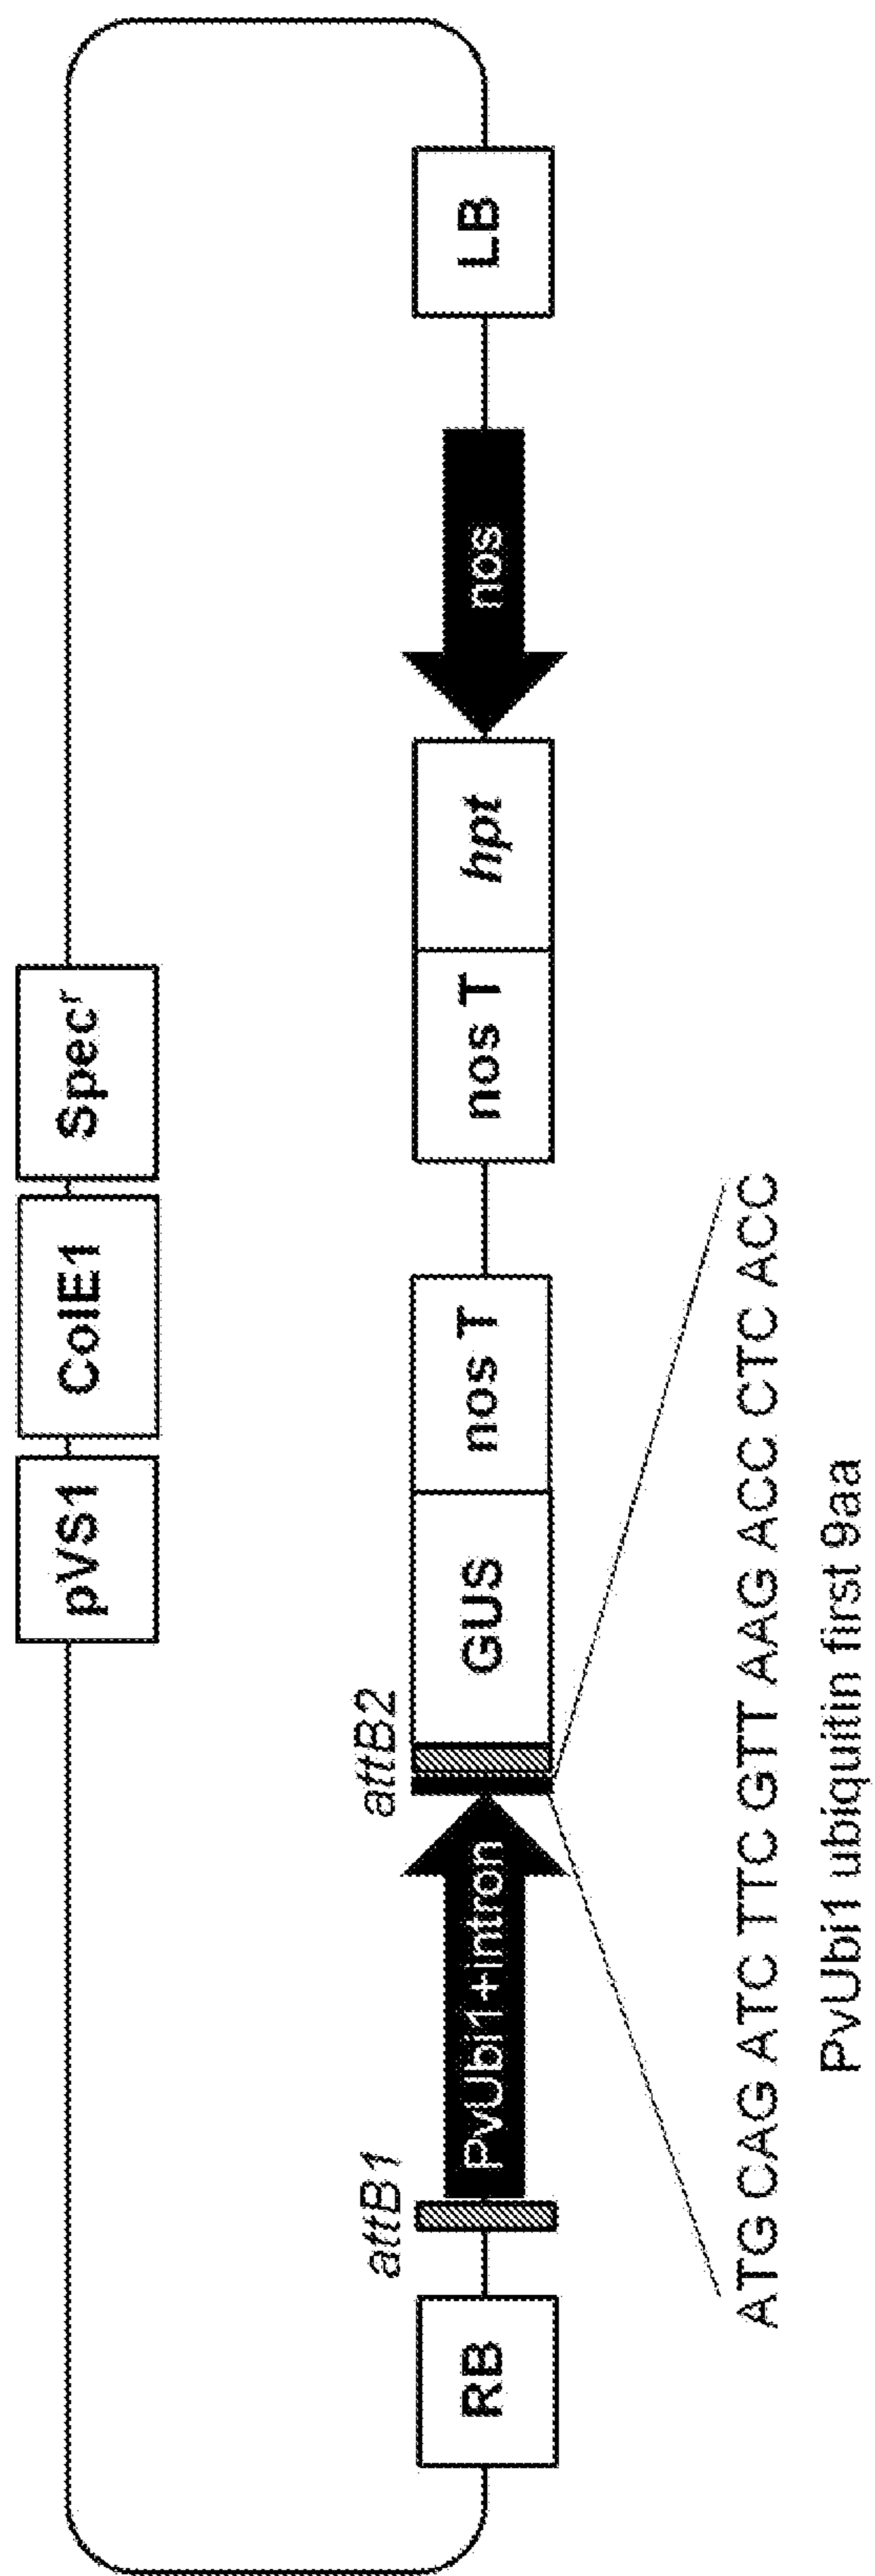 pVS1 ColE1 Specʳ
attB1 attB2
RB PvUbi1+intron GUS nos T nos T hpt nos LB
ATG CAG ATC TTC GTT AAG ACC CTC ACC
PvUbi1 ubiquitin first 9aa